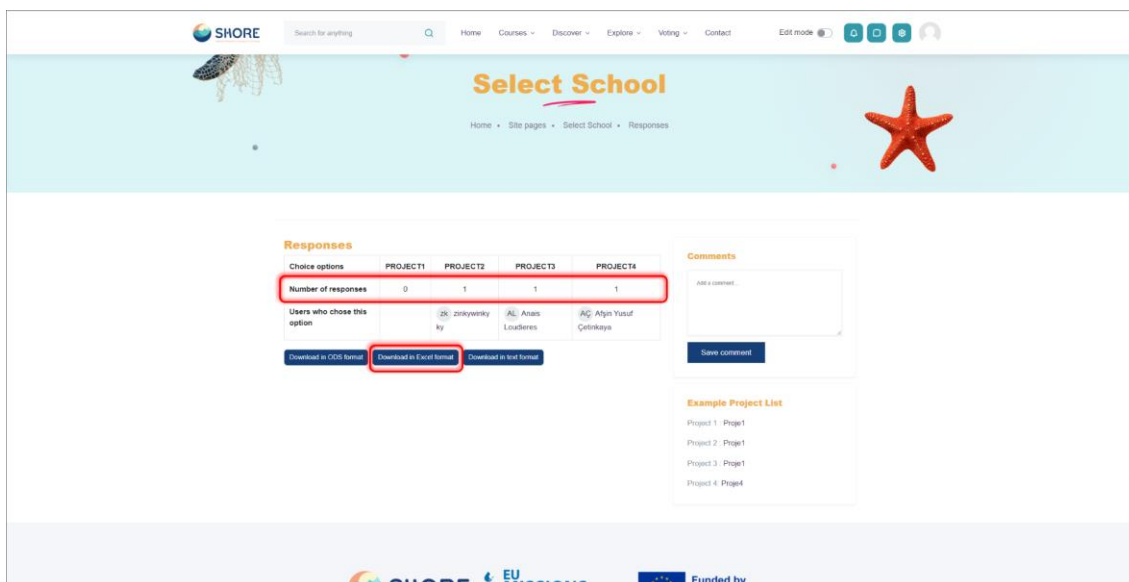 SHORE
Search for anything
Home Courses Discover Explore Voting Contact
Edit mode
Select School
Home • Site pages • Select School • Responses
Responses
Choice options PROJECT1 PROJECT2 PROJECT3 PROJECT4
Number of responses 0 1 1 1
Users who chose this option zk zinkywinky ky AL Anais Loudieres AÇ Afşin Yusuf Çetinkaya
Download in ODS format Download in Excel format Download in text format
Comments
Add a comment...
Save comment
Example Project List
Project 1 : Proje1
Project 2 : Proje1
Project 3 : Proje1
Project 4: Proje4
SHORE
EU
MISSIONS
Funded by